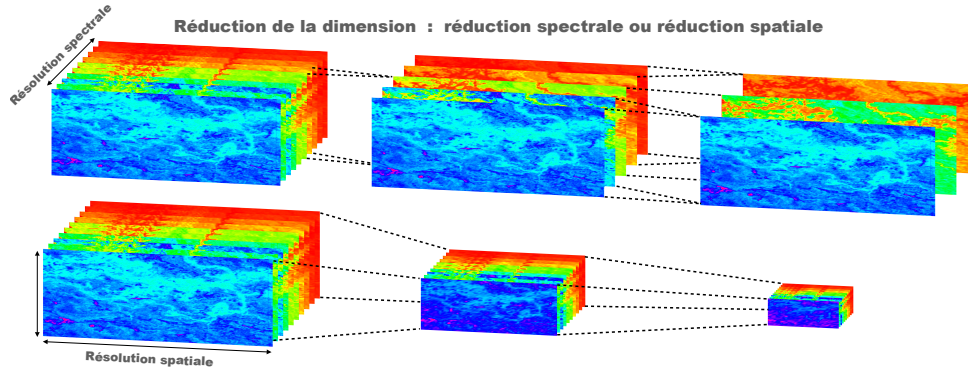 Réduction de la dimension : réduction spectrale ou réduction spatiale
Résolution spectrale
Résolution spatiale